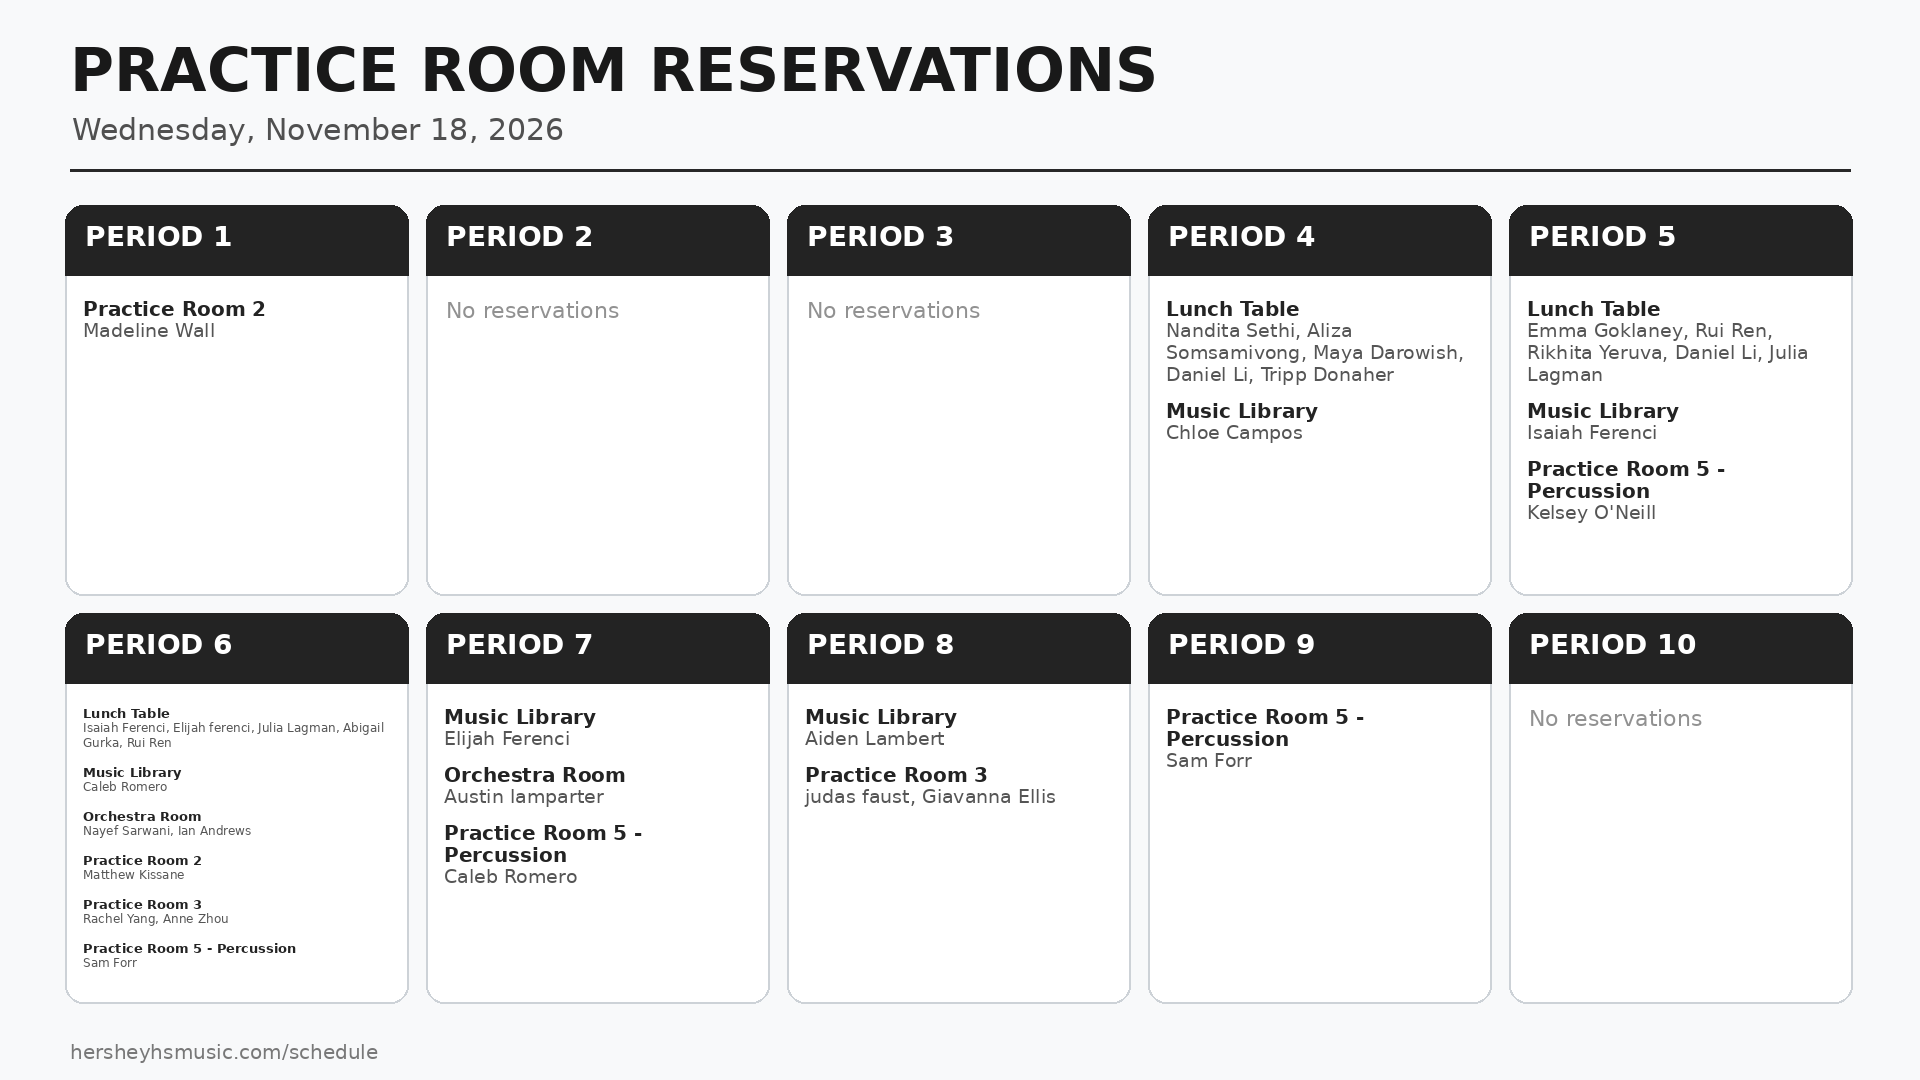 PRACTICE ROOM RESERVATIONS
Wednesday, November 18, 2026
PERIOD 1
Practice Room 2
Madeline Wall
PERIOD 2
No reservations
PERIOD 3
No reservations
PERIOD 4
Lunch Table
Nandita Sethi, Aliza
Somsamivong, Maya Darowish,
Daniel Li, Tripp Donaher
Music Library
Chloe Campos
PERIOD 5
Lunch Table
Emma Goklaney, Rui Ren,
Rikhita Yeruva, Daniel Li, Julia
Lagman
Music Library
Isaiah Ferenci
Practice Room 5 -
Percussion
Kelsey O'Neill
PERIOD 6
Lunch Table
Isaiah Ferenci, Elijah ferenci, Julia Lagman, Abigail
Gurka, Rui Ren
Music Library
Caleb Romero
Orchestra Room
Nayef Sarwani, Ian Andrews
Practice Room 2
Matthew Kissane
Practice Room 3
Rachel Yang, Anne Zhou
Practice Room 5 - Percussion
Sam Forr
PERIOD 7
Music Library
Elijah Ferenci
Orchestra Room
Austin lamparter
Practice Room 5 -
Percussion
Caleb Romero
PERIOD 8
Music Library
Aiden Lambert
Practice Room 3
judas faust, Giavanna Ellis
PERIOD 9
Practice Room 5 -
Percussion
Sam Forr
PERIOD 10
No reservations
hersheyhsmusic.com/schedule